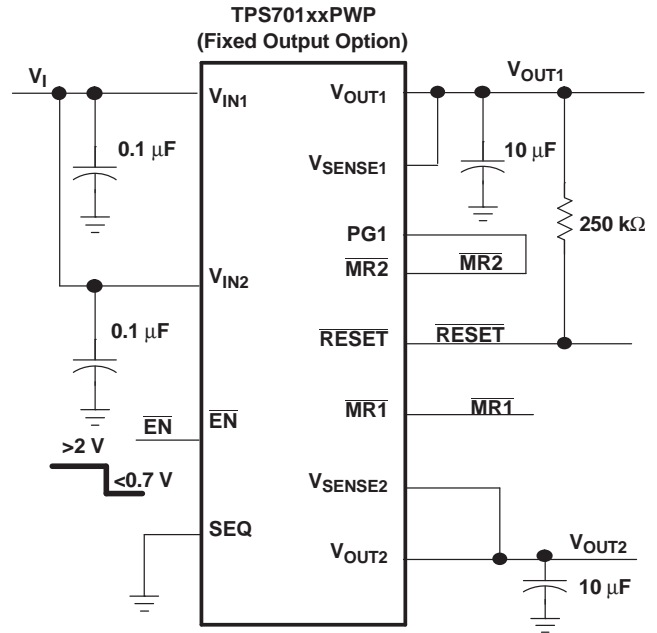 TPS701xxPWP
(Fixed Output Option)
VI
VIN1
VOUT1
VOUT1
0.1 μF
VSENSE1
10 μF
PG1
250 kΩ
MR2
MR2
VIN2
0.1 μF
RESET
RESET
EN
EN
MR1
MR1
>2 V
<0.7 V
VSENSE2
SEQ
VOUT2
VOUT2
10 μF